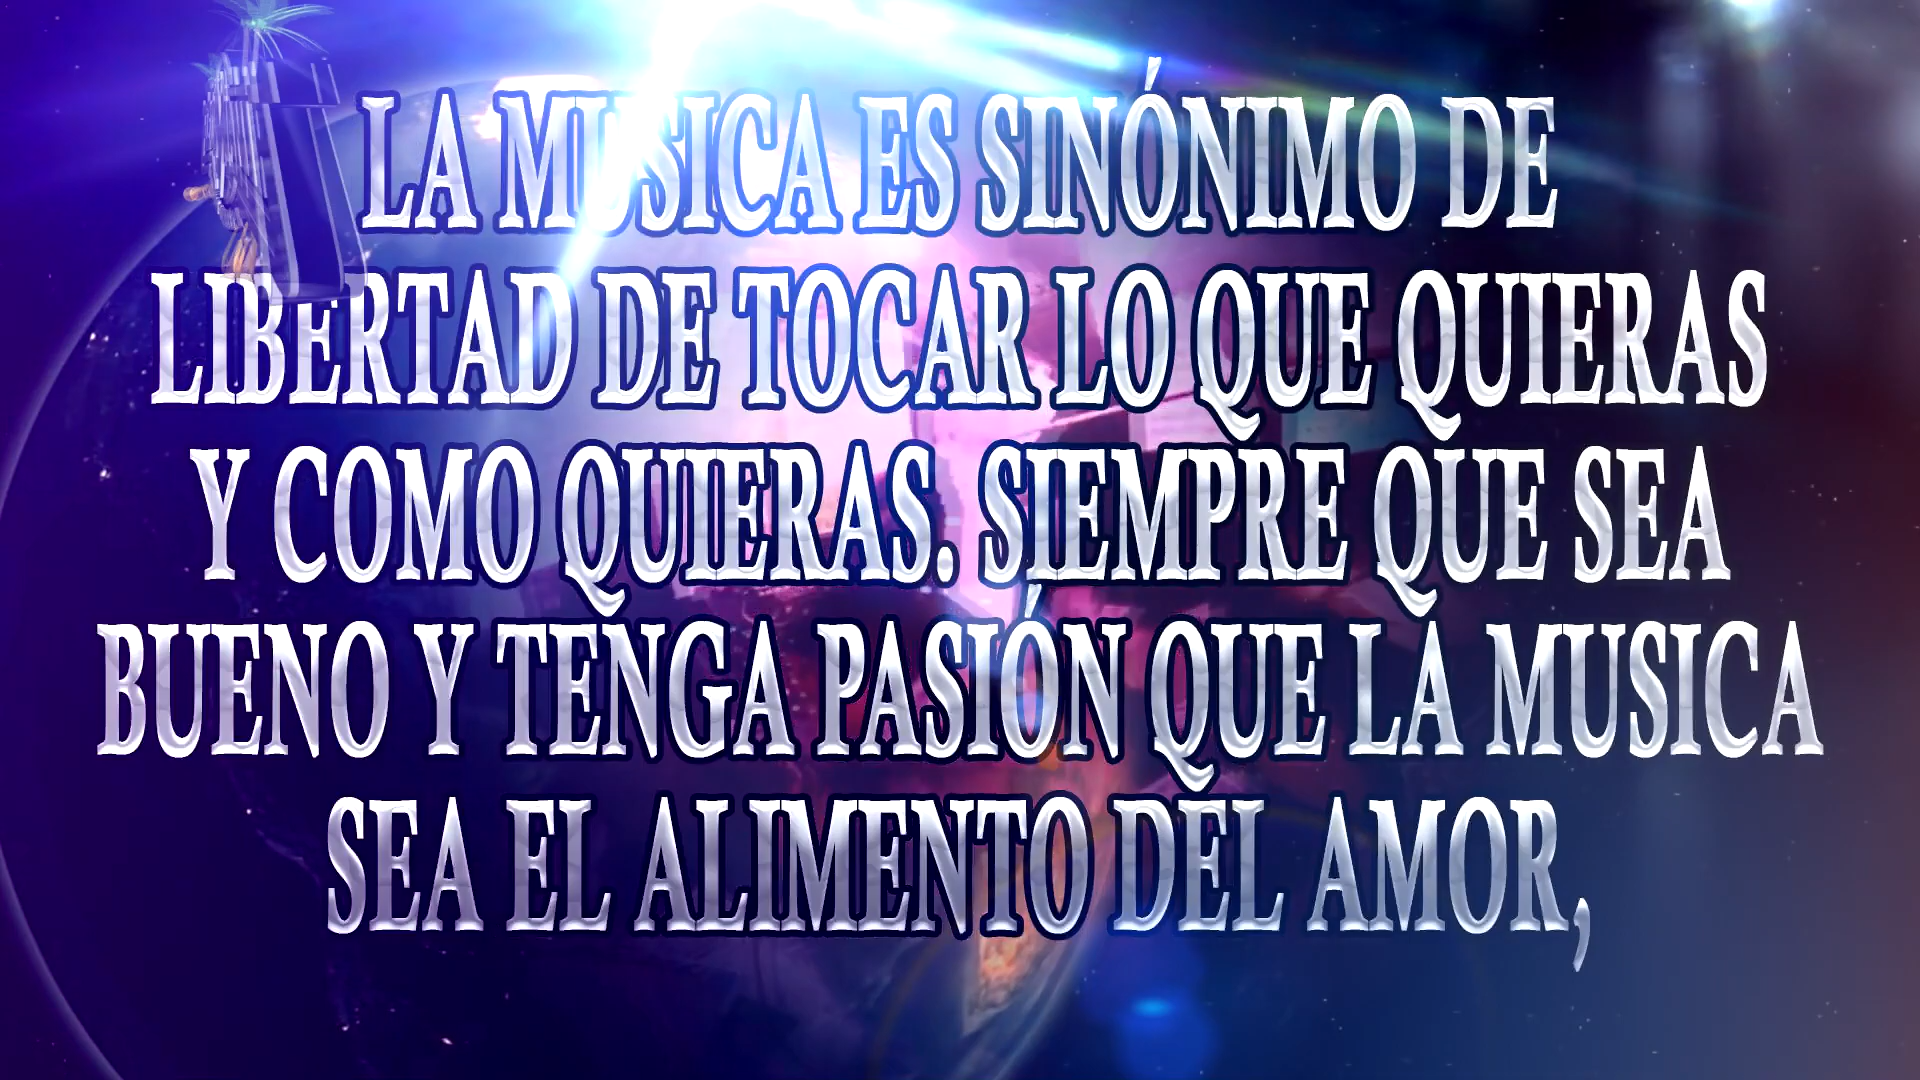 LA MUSICA ES SINÓNIMO DE
LIBERTAD DE TOCAR LO QUE QUIERAS
Y COMO QUIERAS. SIEMPRE QUE SEA
BUENO Y TENGA PASIÓN QUE LA MUSICA
SEA EL ALIMENTO DEL AMOR,